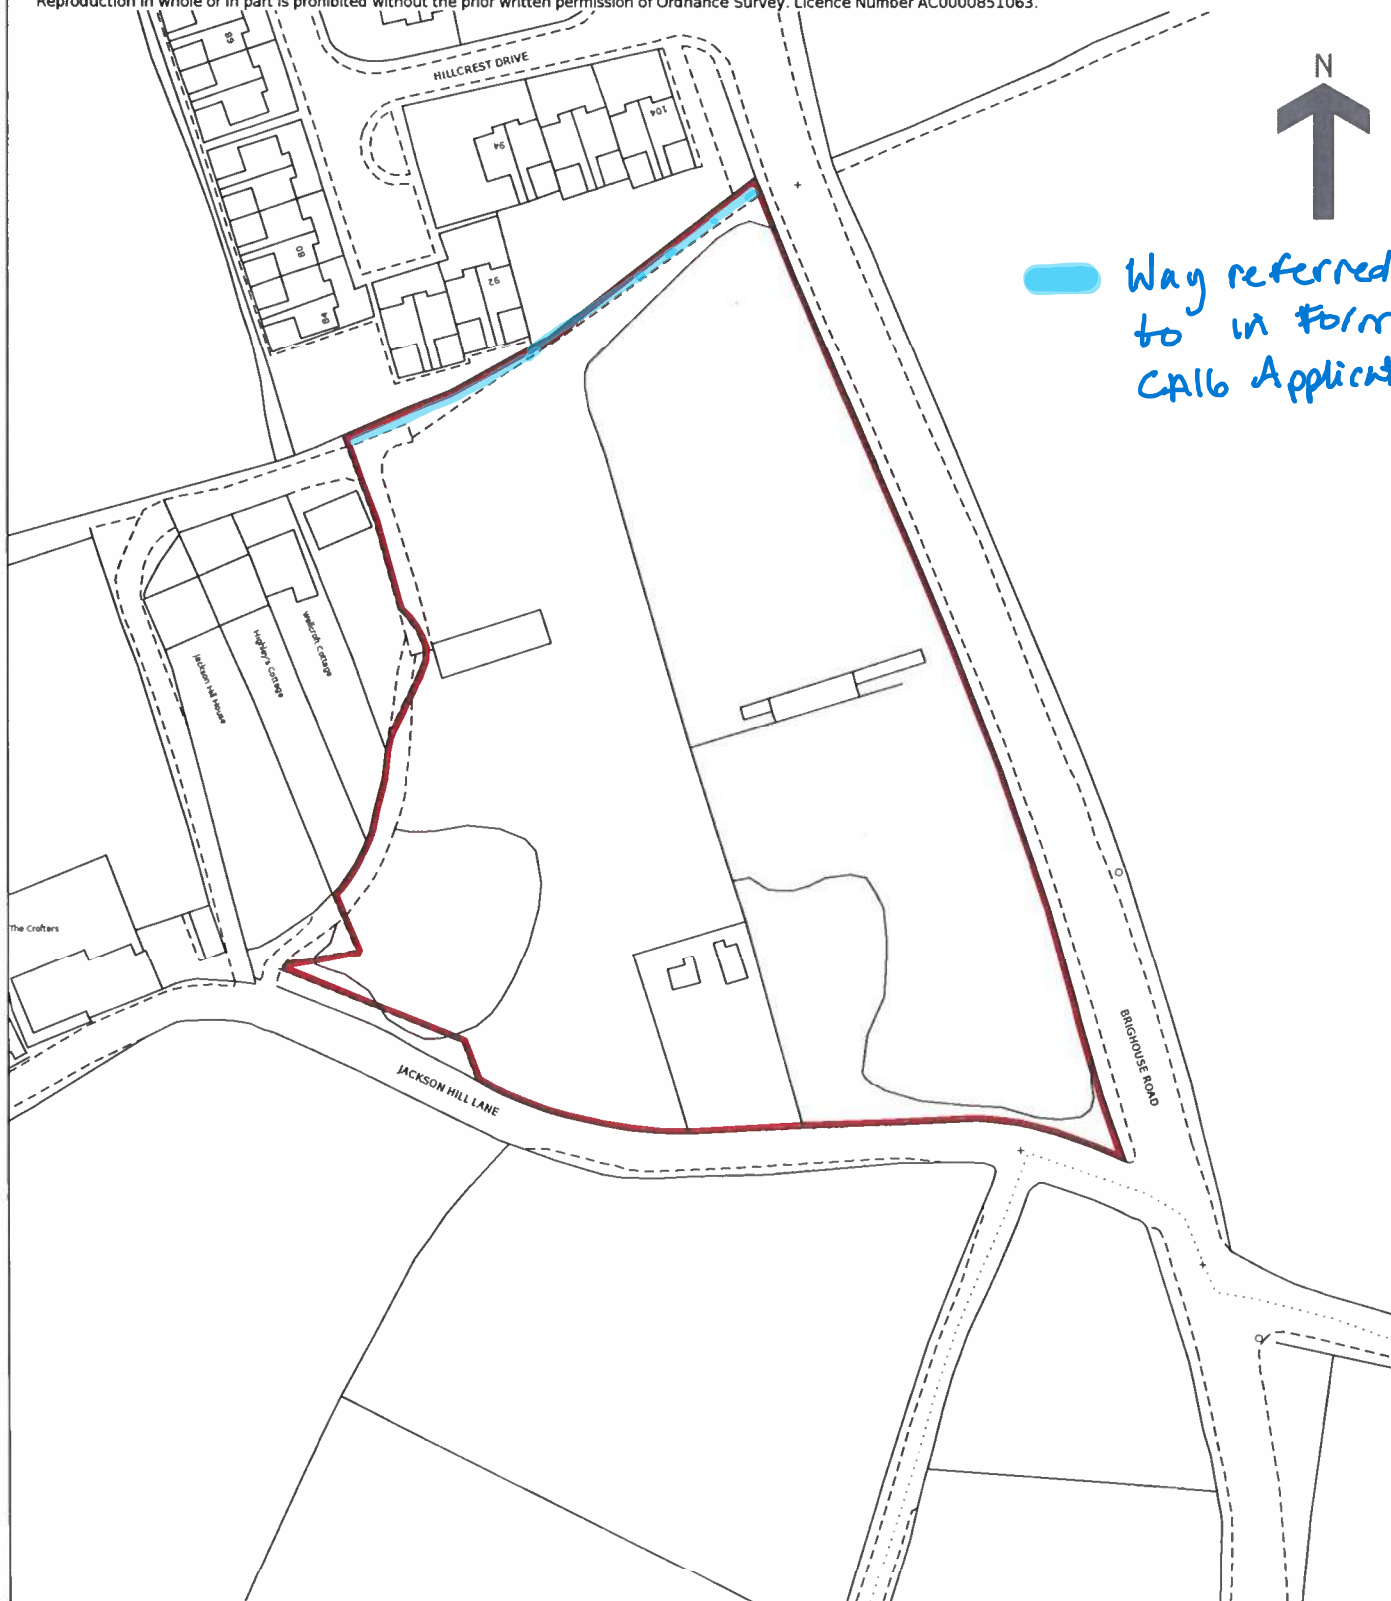 Reproduction in whole or in part is prohibited without the prior written permission of Ordnance Survey. Licence Number AC0000851063.
HILLCREST DRIVE
N
89
104
94
80
92
84
Way referred
to in Form
CA16 Applicat
Wellcroft Cottage
Highley's Cottage
Jackson Hill House
The Crofters
BRIGHOUSE ROAD
JACKSON HILL LANE